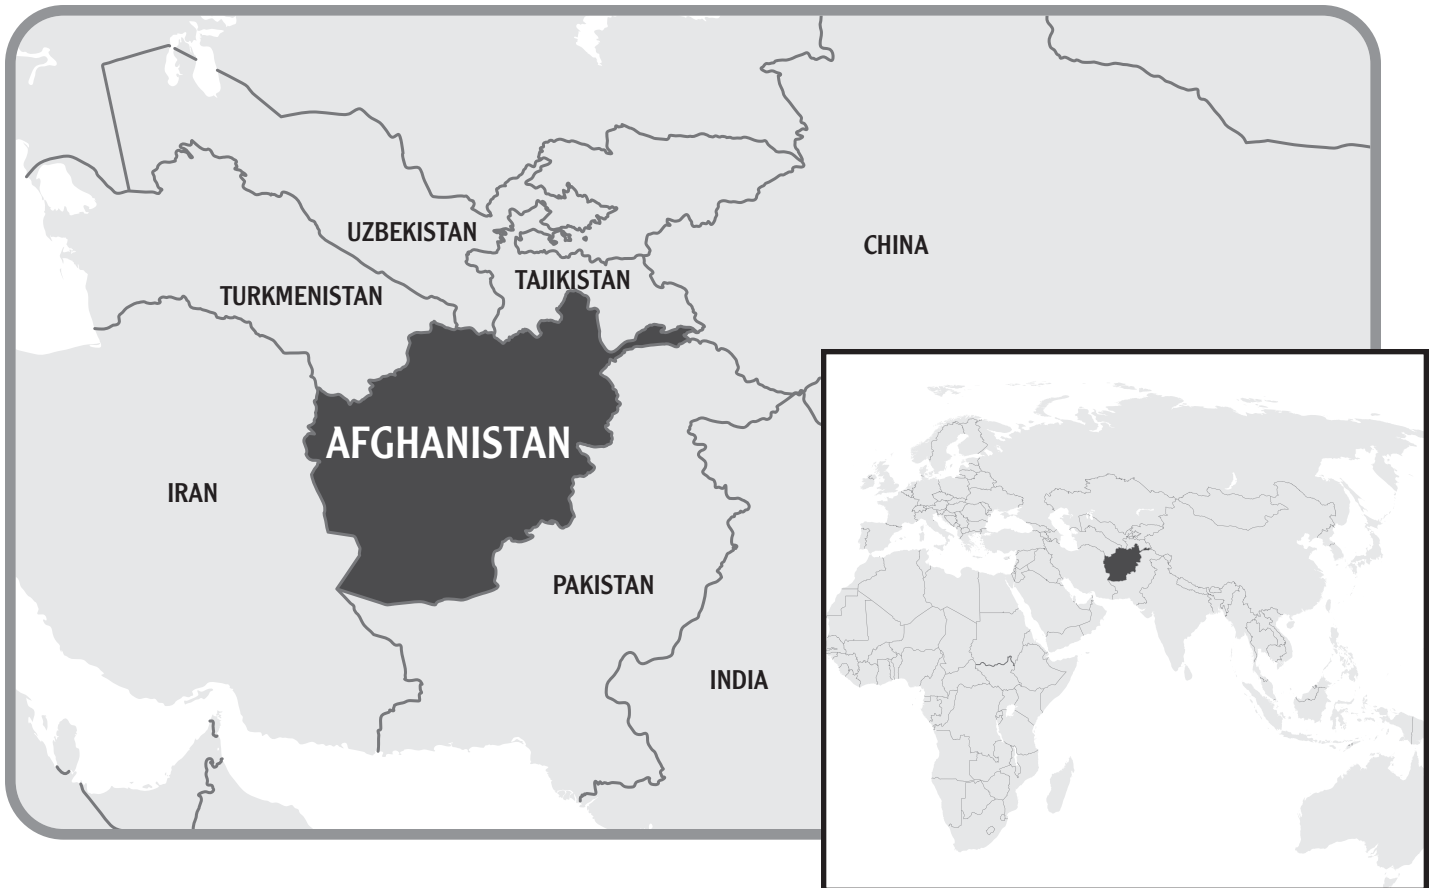 UZBEKISTAN
CHINA
TAJIKISTAN
TURKMENISTAN
AFGHANISTAN
IRAN
PAKISTAN
INDIA